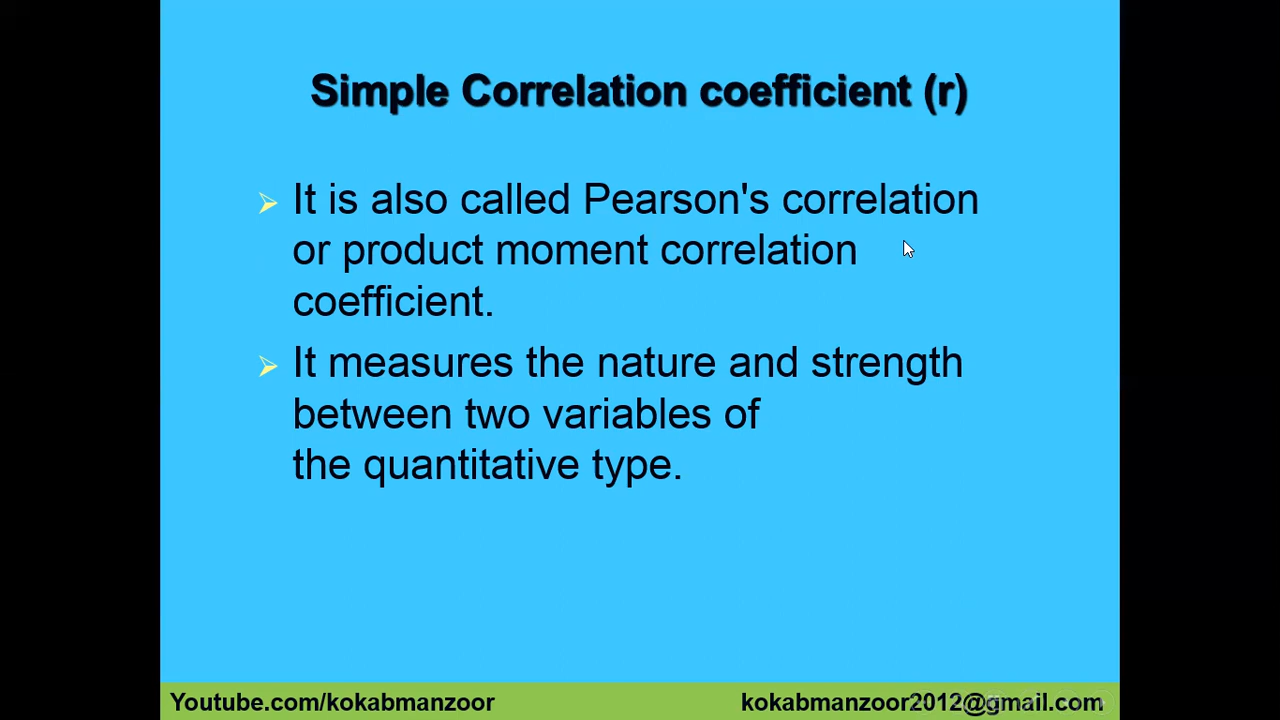 Simple Correlation coefficient (r)
It is also called Pearson's correlation
or product moment correlation
coefficient.
It measures the nature and strength
between two variables of
the quantitative type.
Youtube.com/kokabmanzoor
kokabmanzoor2012@gmail.com